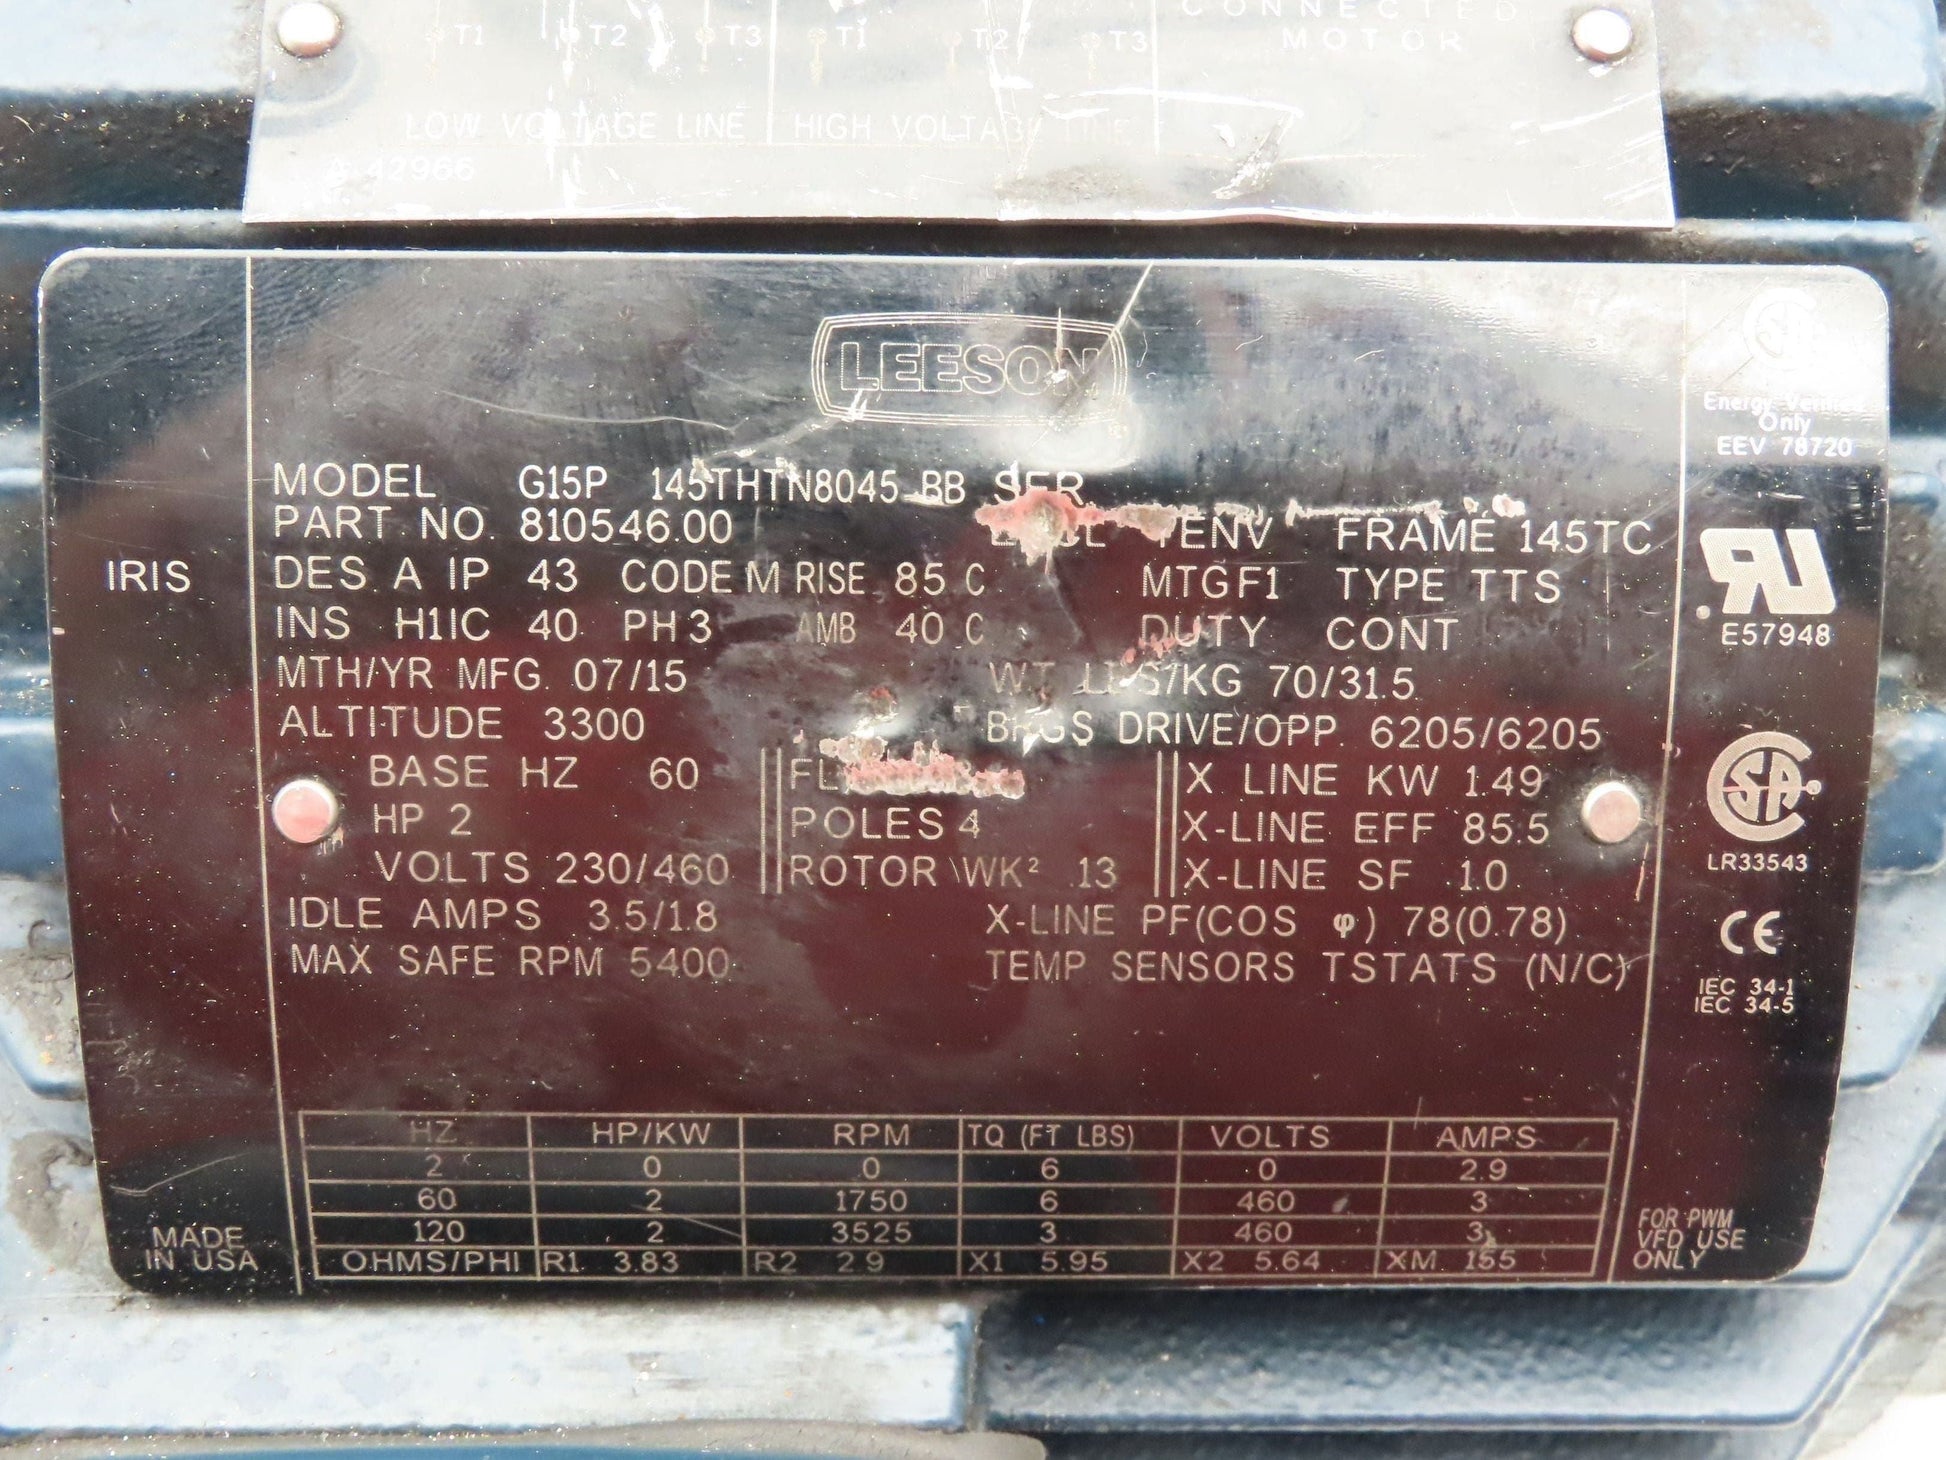 CONNECTED
MOTOR
T1 T2 T3 T1 T2 T3
LOW VOLTAGE LINE HIGH VOLTAGE LINE
42966
LEESON
Energy Verified
Only
EEV 78720
MODEL G15P 145THTN8045 BB SER
PART NO. 810546.00 ENCL TENV FRAME 145TC
IRIS
DES. A IP 43 CODE M RISE 85 C MTG F1 TYPE TTS
INS H1 IC 40 PH 3 AMB 40 C DUTY CONT
E57948
MTH/YR MFG. 07/15 WT LBS/KG 70/31.5
ALTITUDE 3300 BRGS DRIVE/OPP. 6205/6205
BASE HZ 60 X LINE KW 1.49
HP 2 POLES 4 X-LINE EFF 85.5
VOLTS 230/460 ROTOR WK² .13 X-LINE SF 1.0
LR33543
IDLE AMPS 3.5/1.8 X-LINE PF(COS φ) 78(0.78)
CE
MAX SAFE RPM 5400 TEMP SENSORS TSTATS (N/C)
IEC 34-1
IEC 34-5
HZ HP/KW RPM TQ (FT LBS) VOLTS AMPS
2 0 0 6 0 2.9
60 2 1750 6 460 3
120 2 3525 3 460 3
OHMS/PHI R1 3.83 R2 2.9 X1 5.95 X2 5.64 XM 155
MADE
IN USA
FOR PWM
VFD USE
ONLY